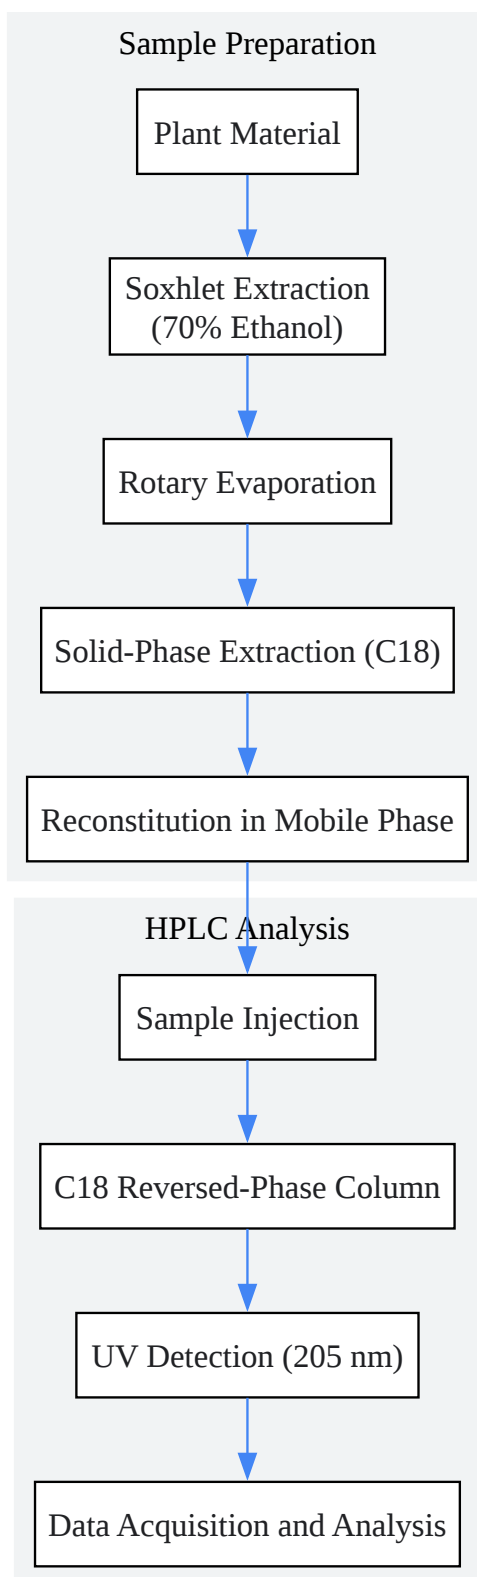 Sample Preparation
Plant Material
Soxhlet Extraction
(70% Ethanol)
Rotary Evaporation
Solid-Phase Extraction (C18)
Reconstitution in Mobile Phase
HPLC Analysis
Sample Injection
C18 Reversed-Phase Column
UV Detection (205 nm)
Data Acquisition and Analysis